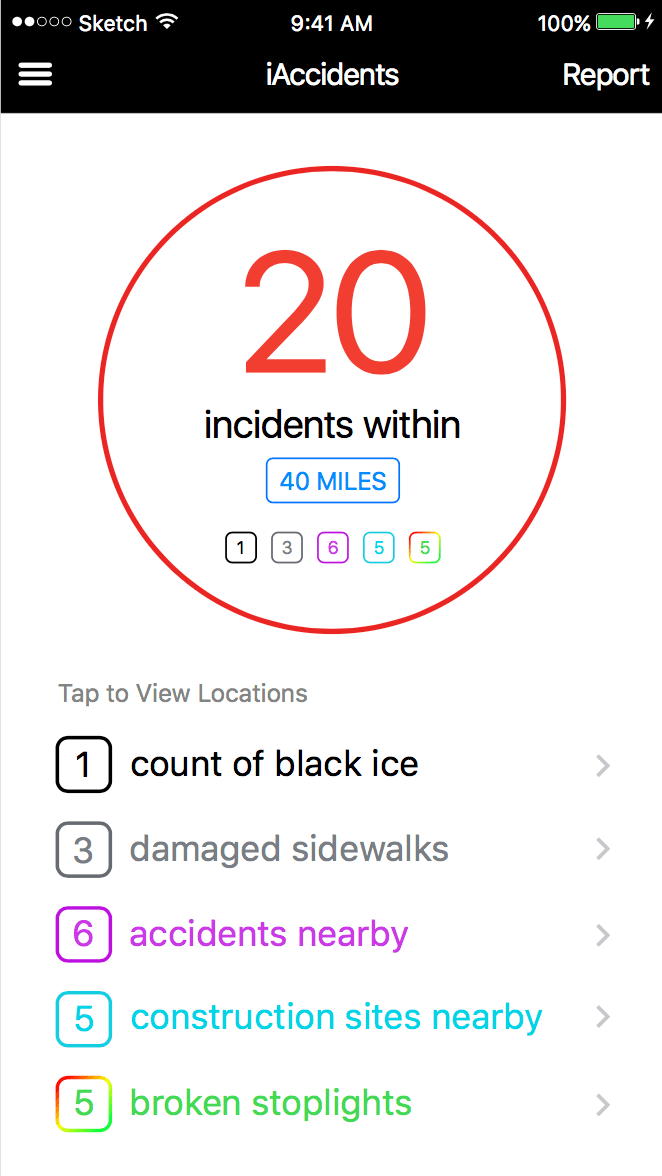 Sketch 9:41 AM 100%
iAccidents Report
20
incidents within
40 MILES
1 3 6 5 5
Tap to View Locations
1 count of black ice
3 damaged sidewalks
6 accidents nearby
5 construction sites nearby
5 broken stoplights